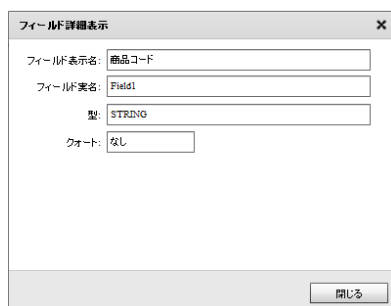 フィールド詳細表示
フィールド表示名: 商品コード
フィールド実名: Field1
型: STRING
クォート: なし
閉じる